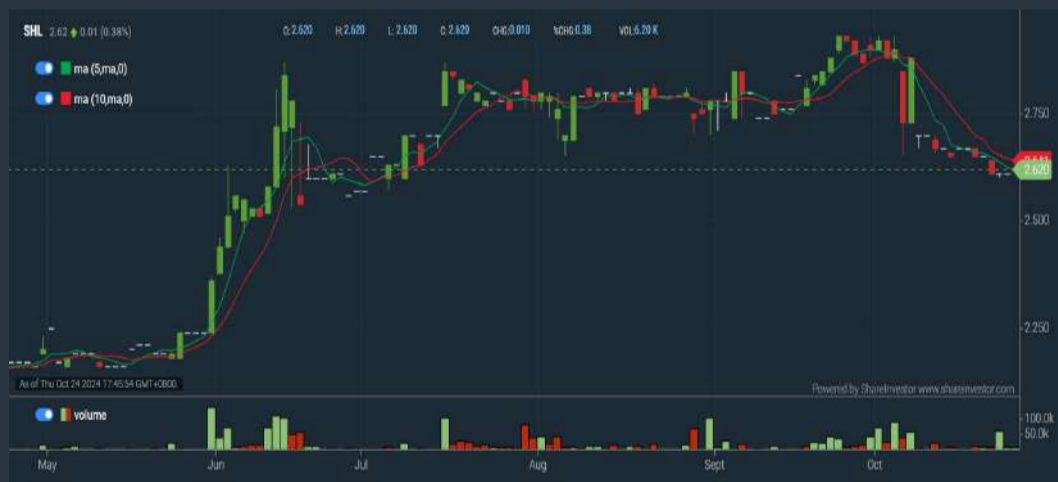 SHL 2.62 0.01 (0.38%) O: 2.620 H: 2.620 L: 2.620 C: 2.620 CHG:0.010 %CHG:0.38 VOL:6.20 K
ma (5,ma,0)
ma (10,ma,0)
2.750
2.620
2.500
2.250
As of Thu Oct 24 2024 17:45:54 GMT+0800.
Powered by ShareInvestor www.shareinvestor.com
volume
100.0k
50.0k
May Jun Jul Aug Sept Oct